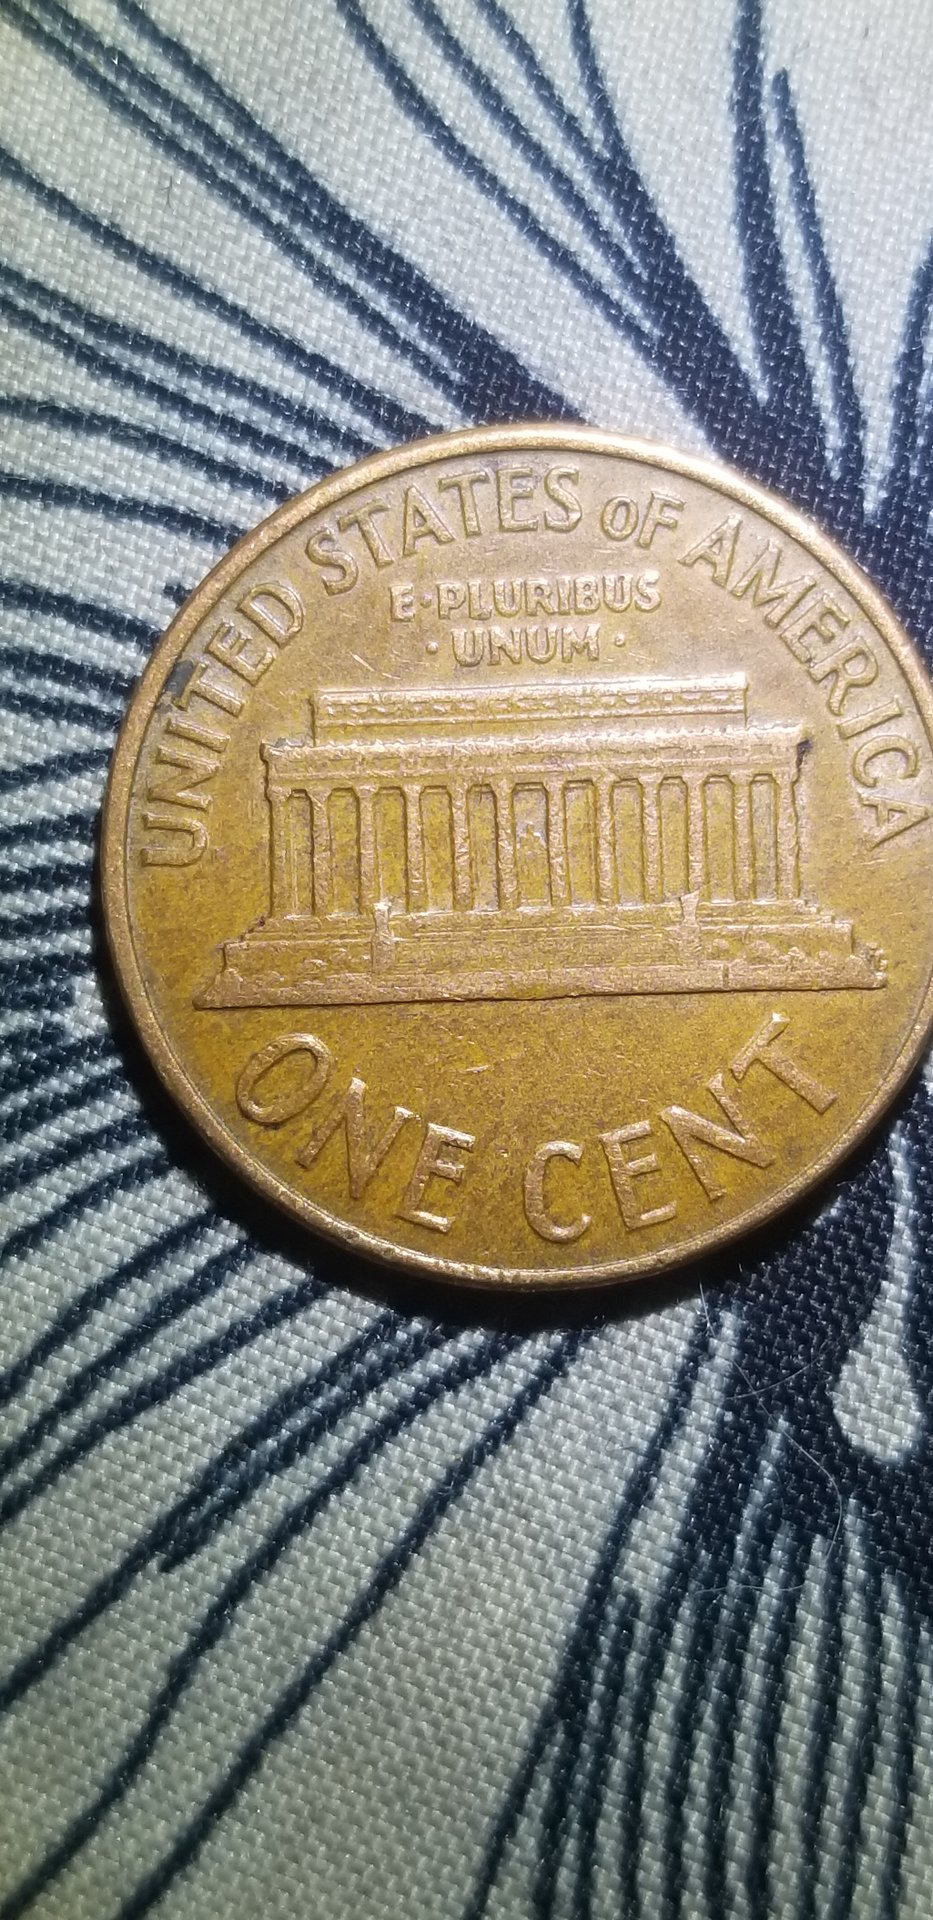 UNITED STATES OF AMERICA
E·PLURIBUS
·UNUM·
ONE CENT